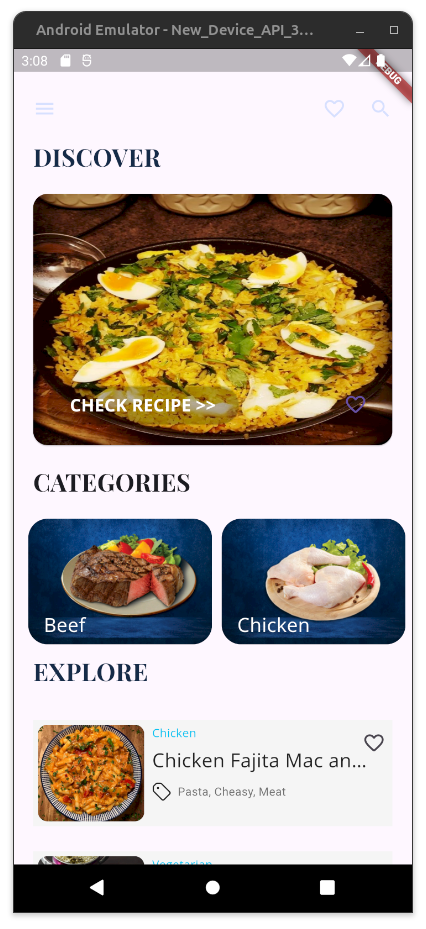 Android Emulator - New_Device_API_3...
3:08
DISCOVER
CHECK RECIPE >>
CATEGORIES
Beef
Chicken
EXPLORE
Chicken
Chicken Fajita Mac an...
Pasta, Cheasy, Meat
Vegetarian